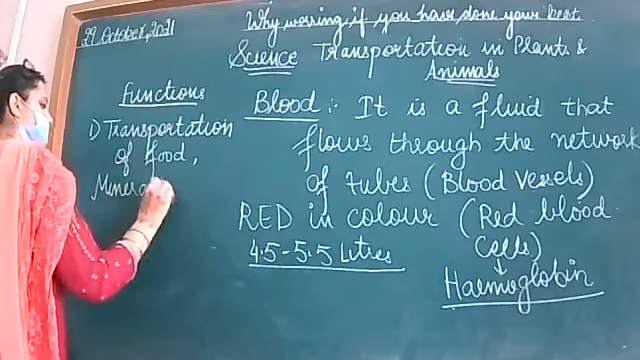 29 October, 2021
Why worring, if you have done your best
Science Transportation in Plants &
Animals
Functions
1) Transportation
of food,
Minera
Blood :- It is a fluid that
flows through the network
of tubes (Blood Vessels)
RED in colour (Red blood
Cells)
↓
4.5-5.5 Litres
Haemoglobin